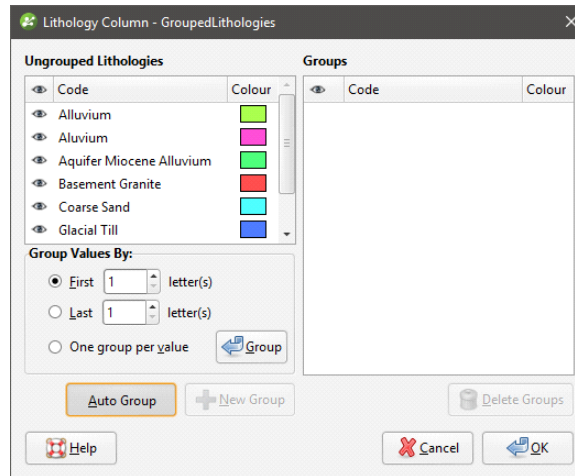 Lithology Column - GroupedLithologies
Ungrouped Lithologies
Code Colour
Alluvium
Aluvium
Aquifer Miocene Alluvium
Basement Granite
Coarse Sand
Glacial Till
Group Values By:
First 1 letter(s)
Last 1 letter(s)
One group per value Group
Auto Group New Group
Groups
Code Colour
Delete Groups
Help Cancel OK